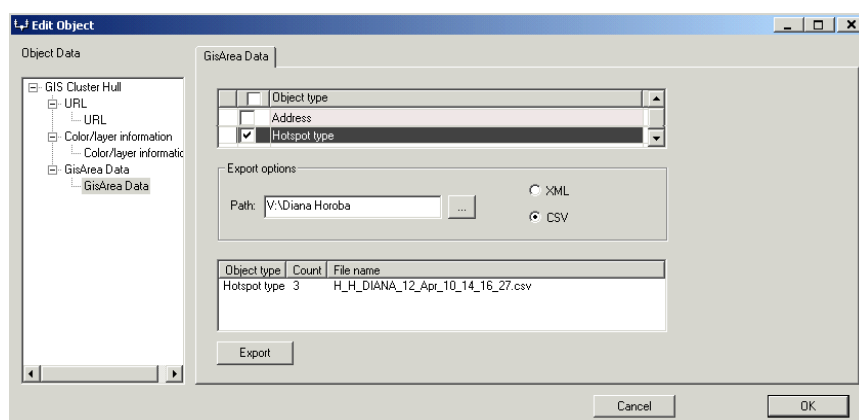 Edit Object
Object Data
GisArea Data
GIS Cluster Hull
URL
URL
Color/layer information
Color/layer informatic
GisArea Data
GisArea Data
Object type
Address
Hotspot type
Export options
Path: V:\Diana Horoba ... XML
CSV
Object type Count File name
Hotspot type 3 H_H_DIANA_12_Apr_10_14_16_27.csv
Export
Cancel OK